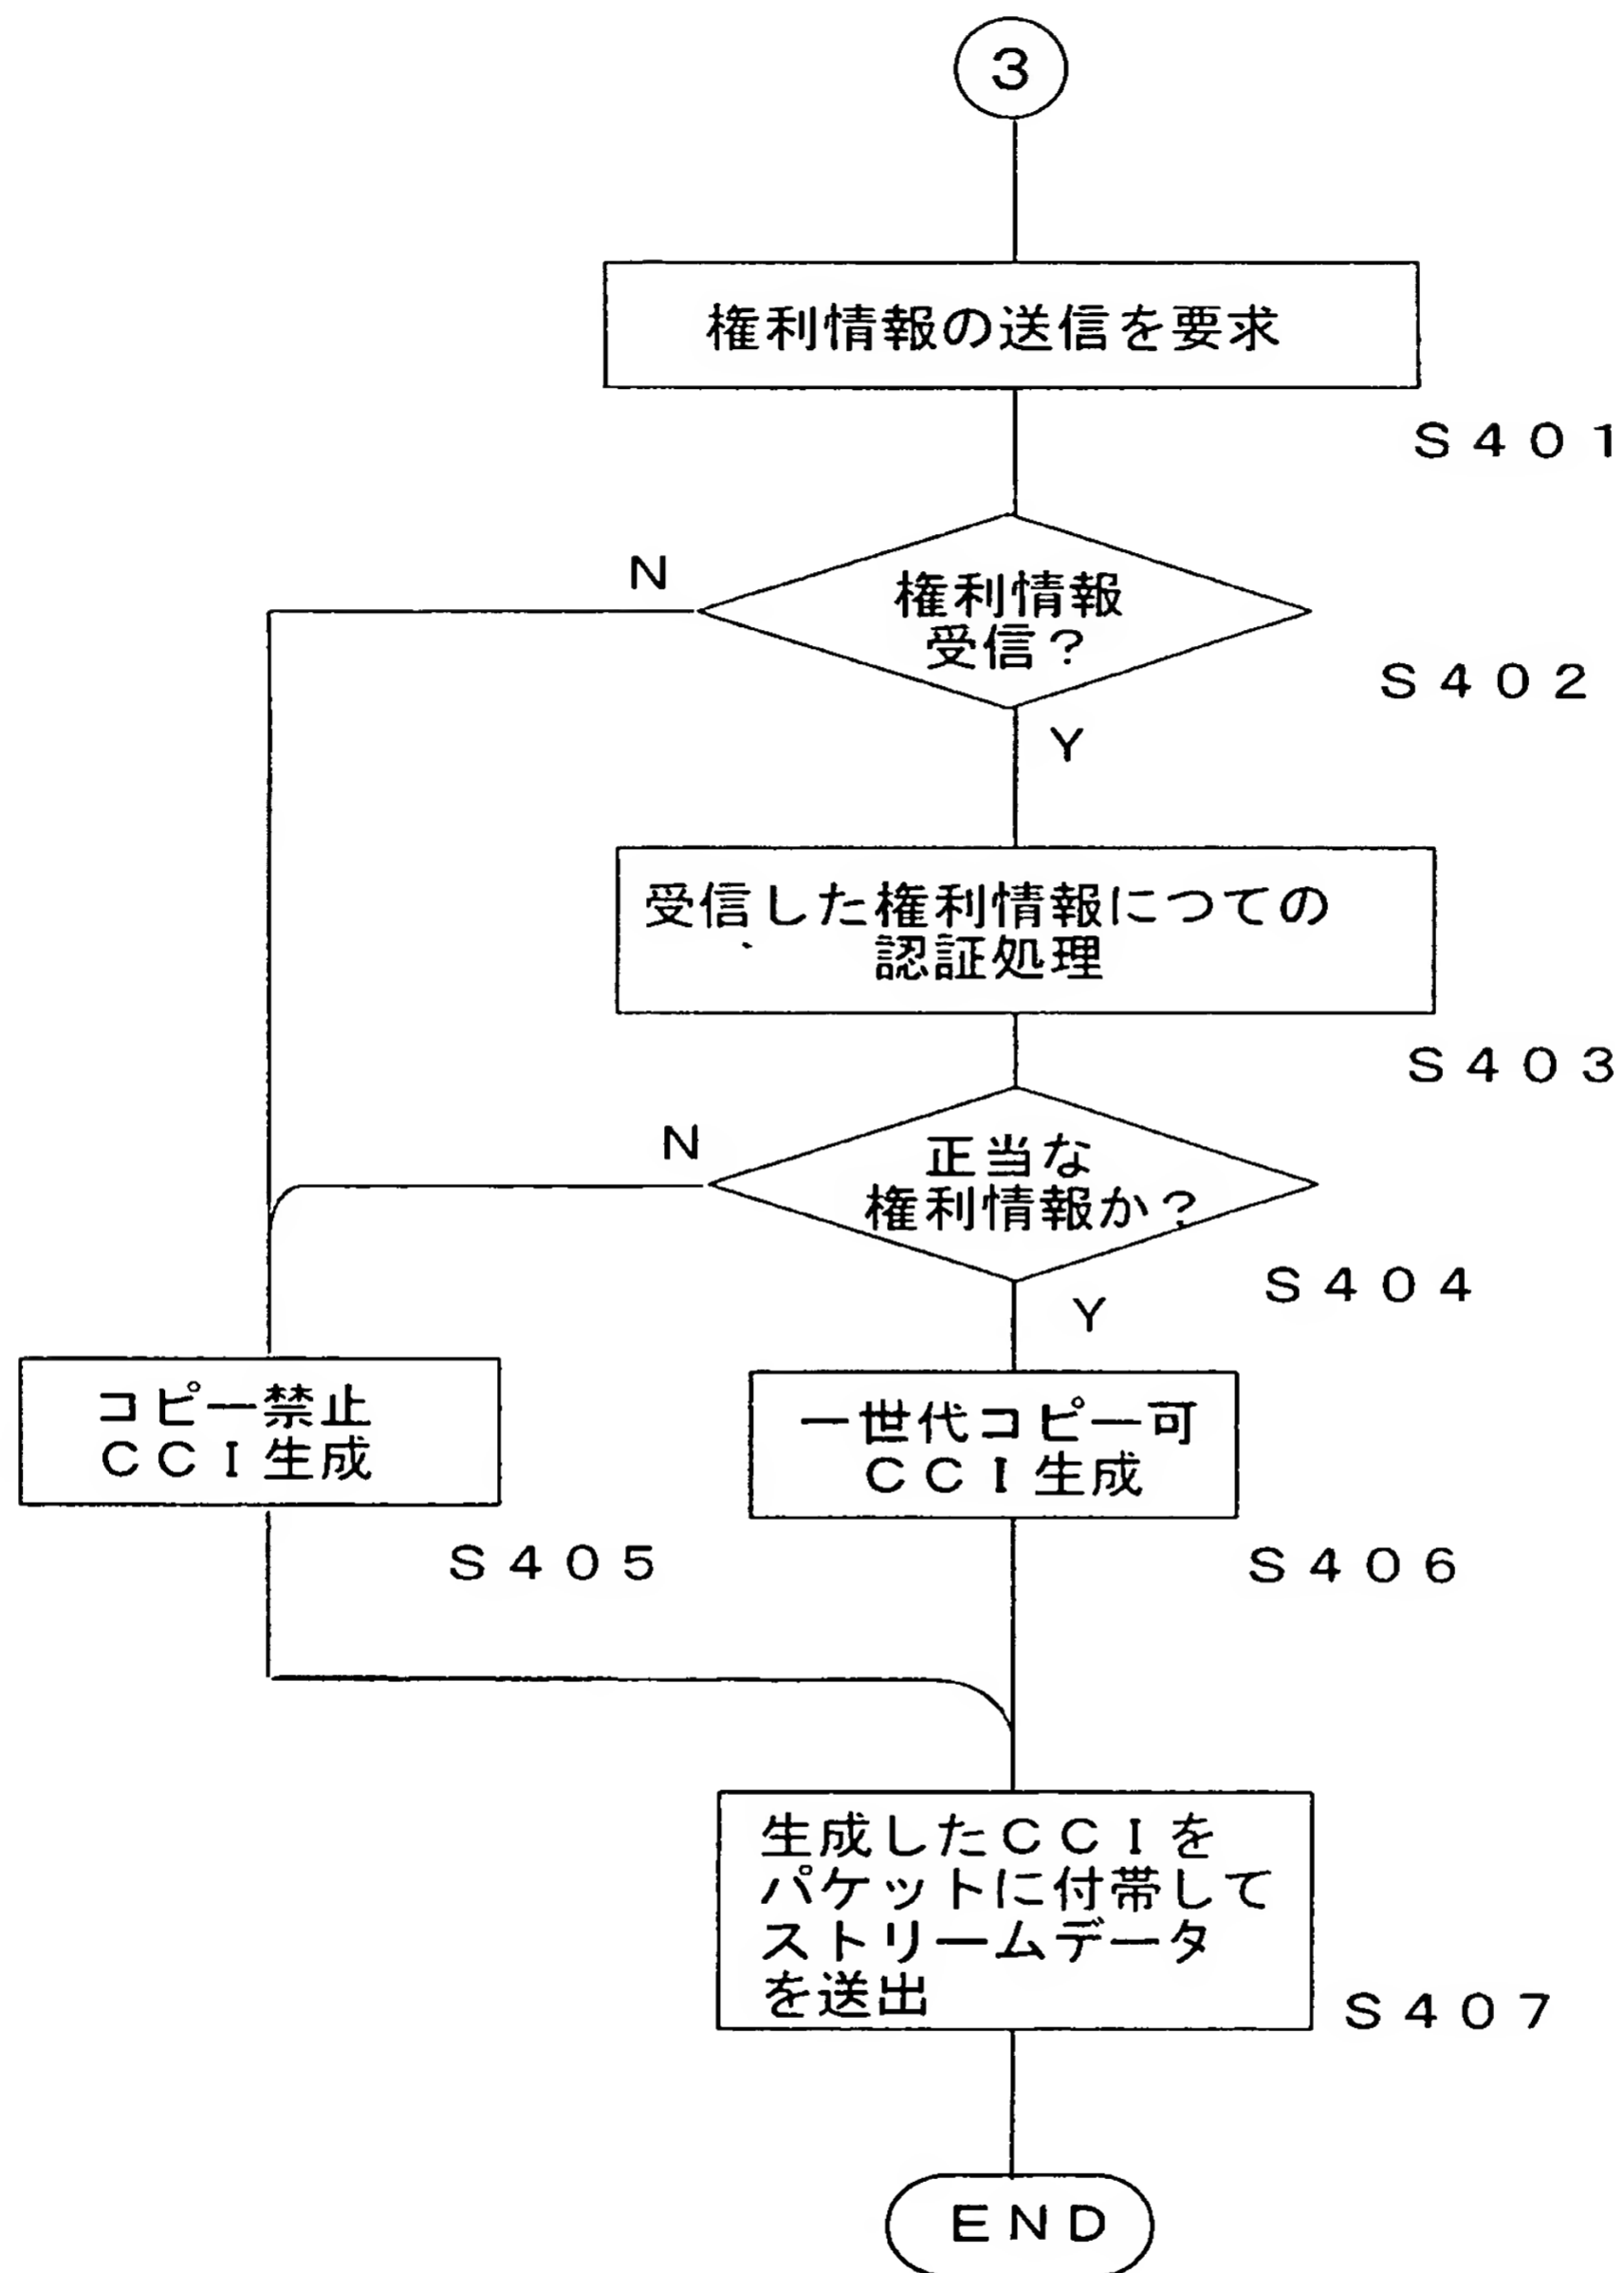 3
権利情報の送信を要求
S401
N
権利情報
受信?
S402
Y
受信した権利情報につての
認証処理
S403
N
正当な
権利情報か?
S404
Y
コピー禁止
CCI生成
S405
一世代コピー可
CCI生成
S406
生成したCCIを
パケットに付帯して
ストリームデータ
を送出
S407
END